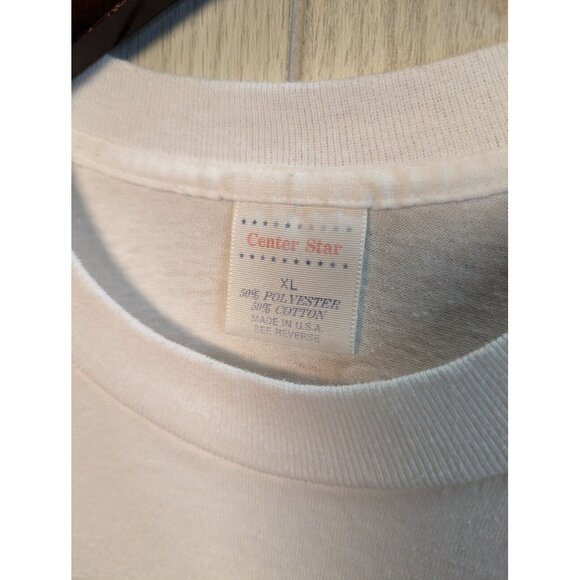 Center Star
XL
50% POLYESTER
50% COTTON
MADE IN U.S.A
SEE REVERSE